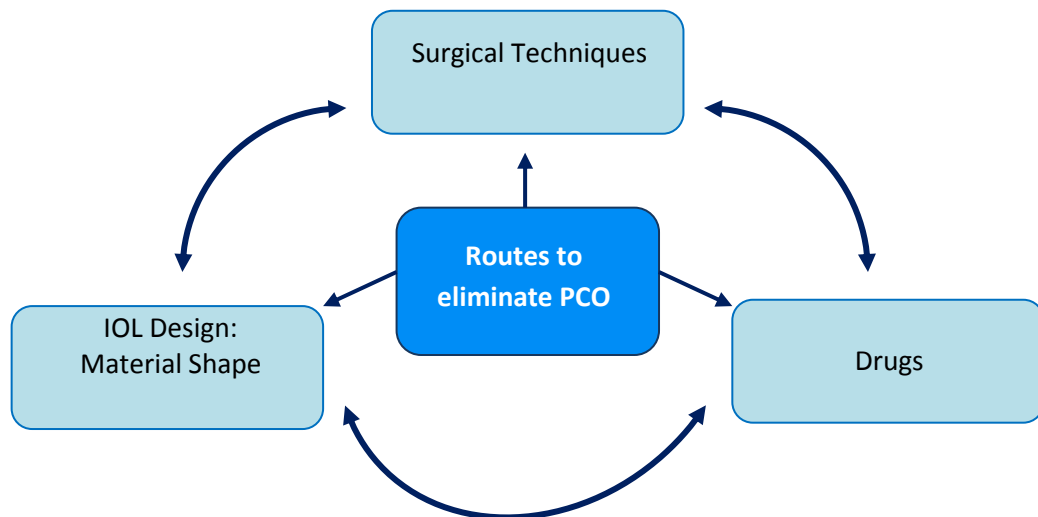 Surgical Techniques
Routes to
eliminate PCO
IOL Design:
Material Shape
Drugs